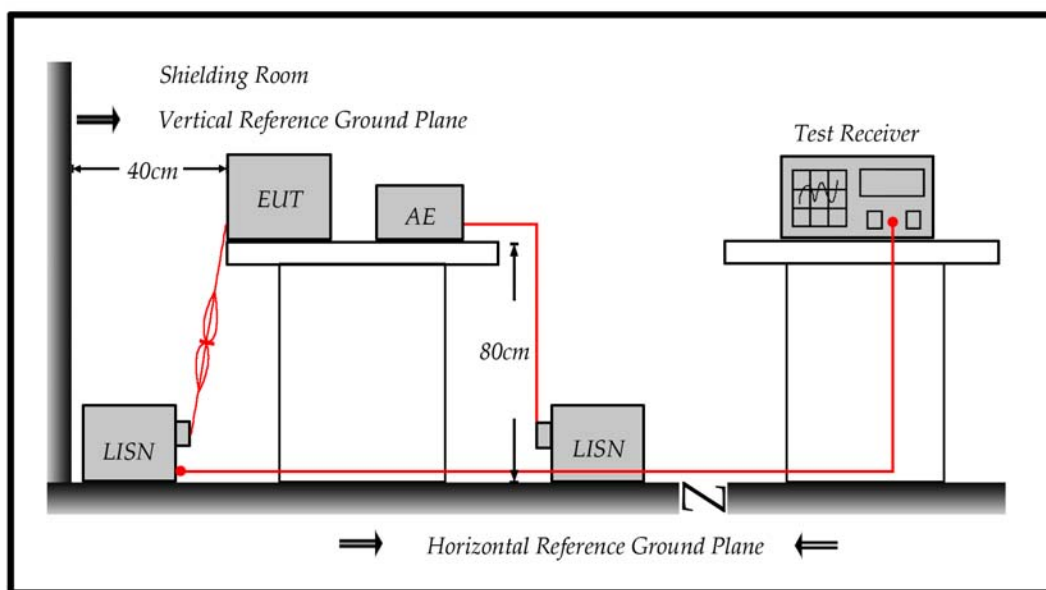 Shielding Room
Vertical Reference Ground Plane
Test Receiver
40cm
EUT
AE
80cm
LISN
LISN
Horizontal Reference Ground Plane